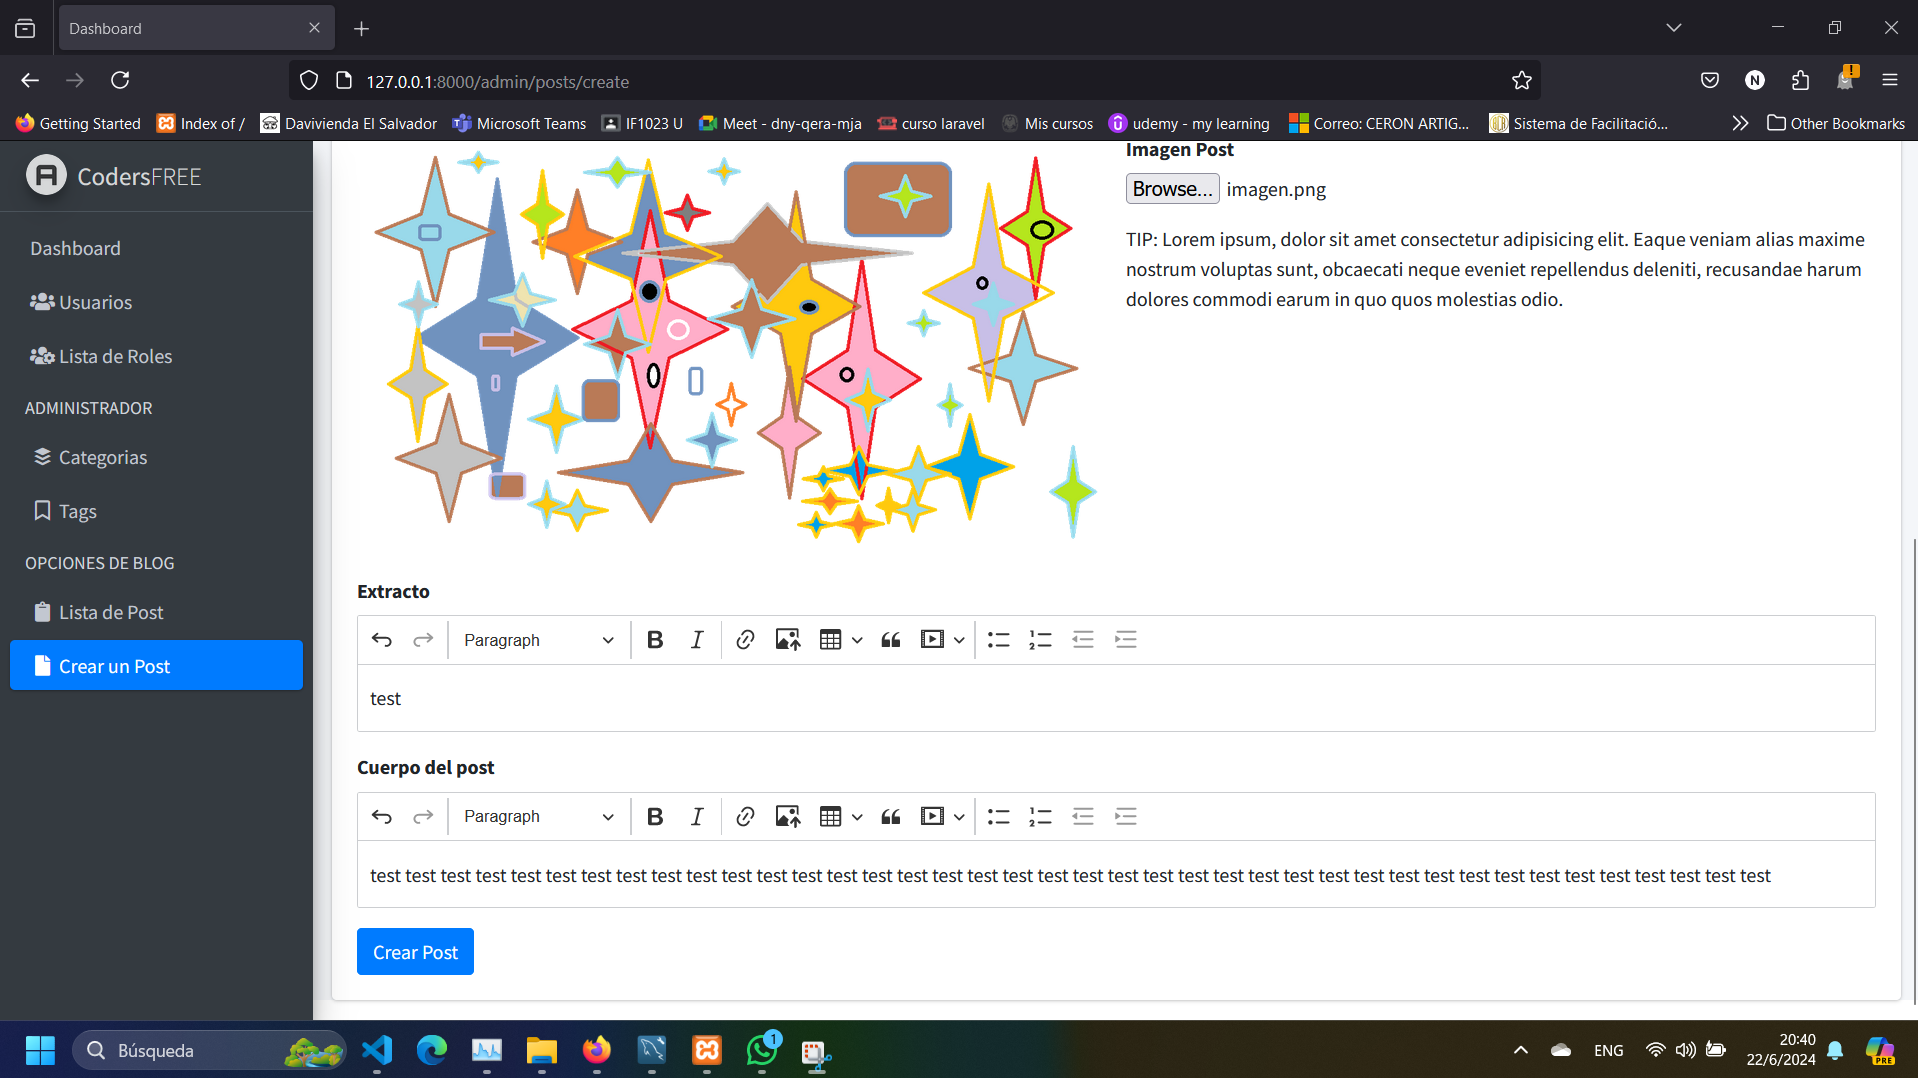 Dashboard
127.0.0.1:8000/admin/posts/create
N
!
Getting Started
Index of /
Davivienda El Salvador
Microsoft Teams
IF1023 U
Meet - dny-qera-mja
curso laravel
Mis cursos
udemy - my learning
Correo: CERON ARTIG...
Sistema de Facilitació...
Other Bookmarks
CodersFREE
Dashboard
Usuarios
Lista de Roles
ADMINISTRADOR
Categorias
Tags
OPCIONES DE BLOG
Lista de Post
Crear un Post
Imagen Post
Browse... imagen.png
TIP: Lorem ipsum, dolor sit amet consectetur adipisicing elit. Eaque veniam alias maxime
nostrum voluptas sunt, obcaecati neque eveniet repellendus deleniti, recusandae harum
dolores commodi earum in quo quos molestias odio.
Extracto
Paragraph
test
Cuerpo del post
Paragraph
test test test test test test test test test test test test test test test test test test test test test test test test test test test test test test test test test test test test test test test test
Crear Post
Búsqueda
1
ENG
20:40
22/6/2024
PRE